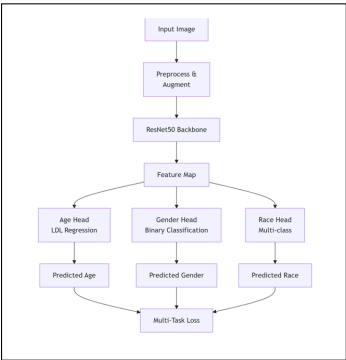 Input Image
Preprocess &
Augment
ResNet50 Backbone
Feature Map
Age Head
LDL Regression
Gender Head
Binary Classification
Race Head
Multi-class
Predicted Age
Predicted Gender
Predicted Race
Multi-Task Loss